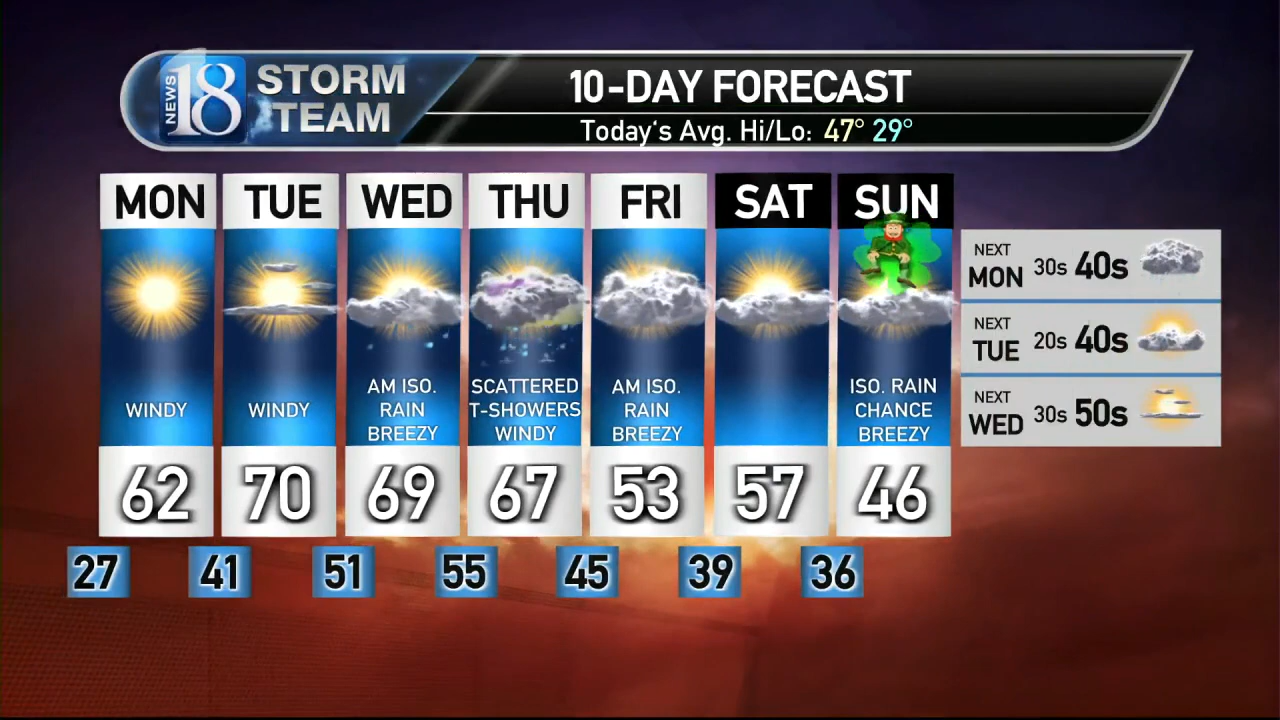 NEWS
18
STORM
TEAM
10-DAY FORECAST
Today's Avg. Hi/Lo: 47° 29°
MON
TUE
WED
THU
FRI
SAT
SUN
WINDY
WINDY
AM ISO.
RAIN
BREEZY
SCATTERED
T-SHOWERS
WINDY
AM ISO.
RAIN
BREEZY
ISO. RAIN
CHANCE
BREEZY
62
70
69
67
53
57
46
27
41
51
55
45
39
36
NEXT
MON
30s 40s
NEXT
TUE
20s 40s
NEXT
WED
30s 50s